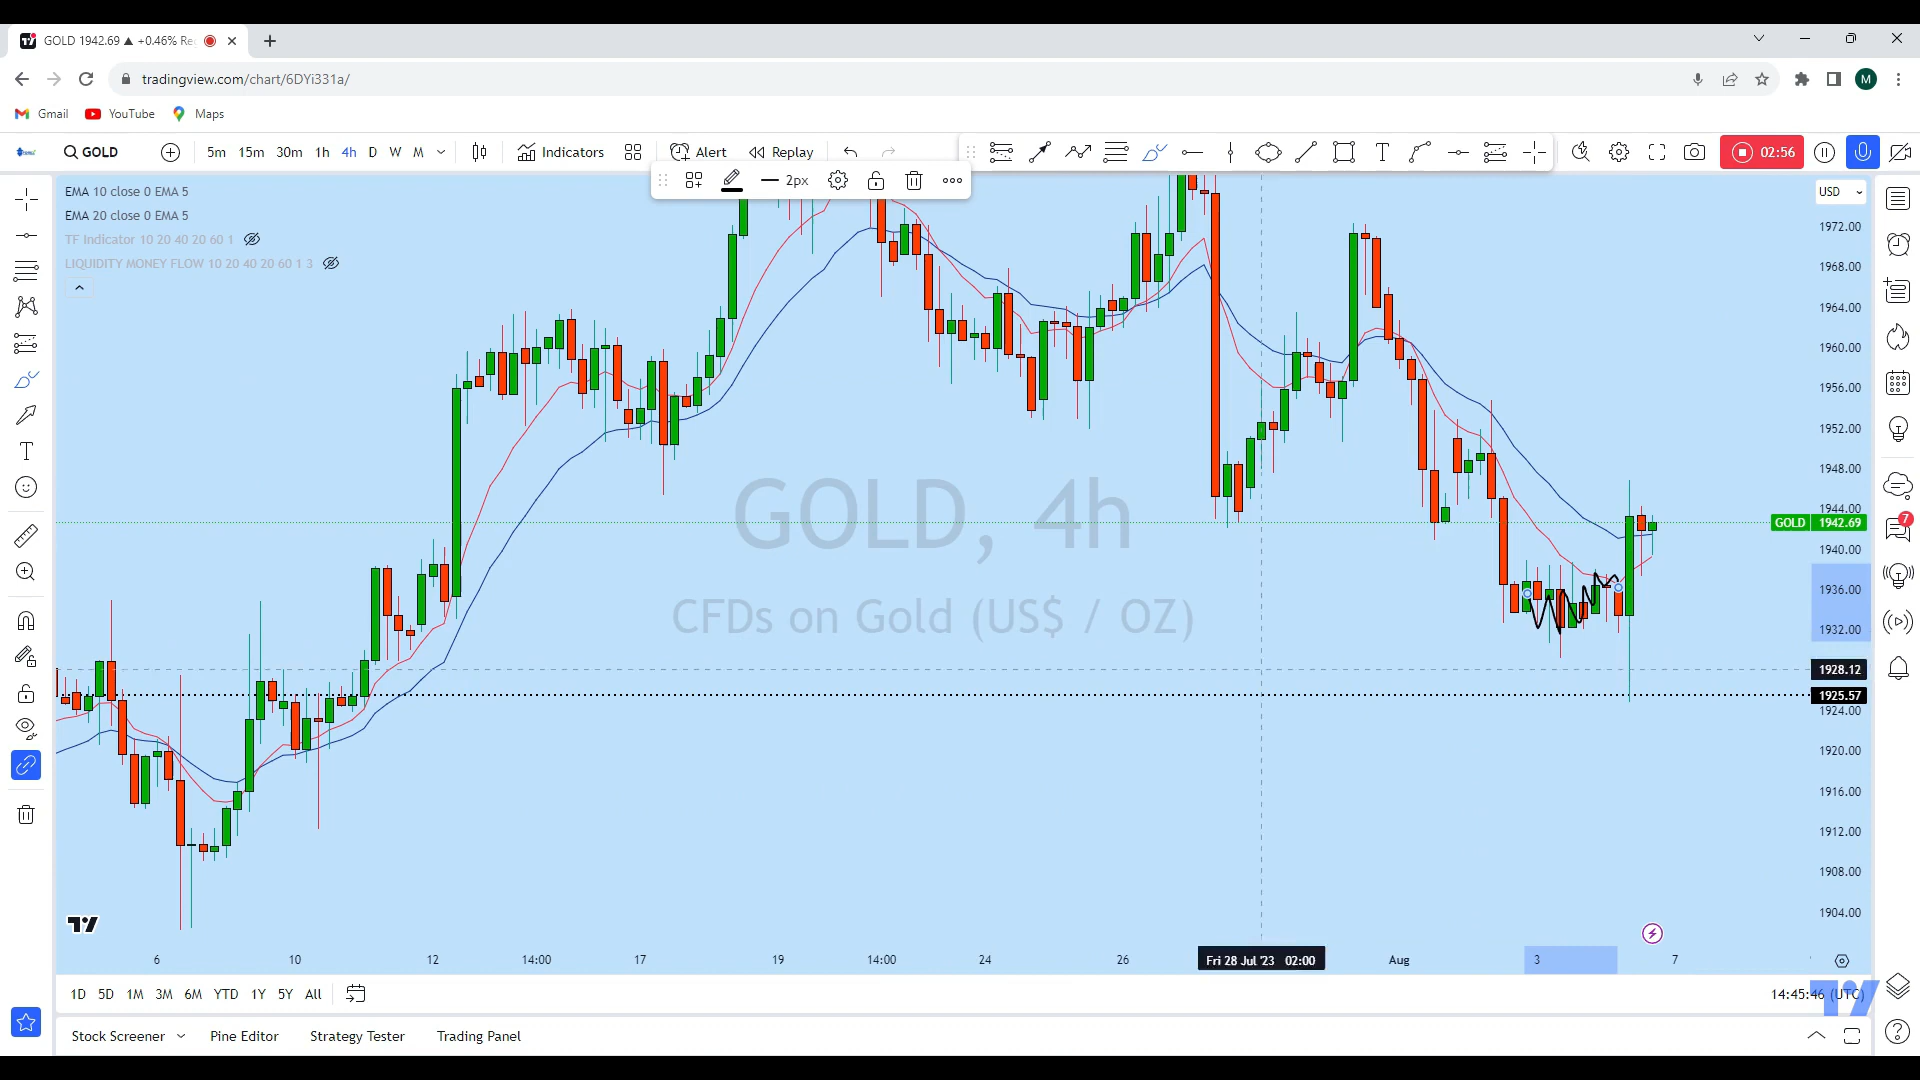 GOLD 1942.69 ▲ +0.46% Re
tradingview.com/chart/6DYi331a/
Gmail YouTube Maps
GOLD 5m 15m 30m 1h 4h D W M Indicators Alert Replay 02:56
2px
EMA 10 close 0 EMA 5
EMA 20 close 0 EMA 5
TF Indicator 10 20 40 20 60 1
LIQUIDITY MONEY FLOW 10 20 40 20 60 1 3
USD
1972.00
1968.00
1964.00
1960.00
1956.00
1952.00
1948.00
1944.00
GOLD 1942.69
1940.00
1936.00
1932.00
1928.12
1925.57
1924.00
1920.00
1916.00
1912.00
1908.00
1904.00
GOLD, 4h
CFDs on Gold (US$ / OZ)
7
6 10 12 14:00 17 19 14:00 24 26 Fri 28 Jul '23 02:00 Aug 3 7
1D 5D 1M 3M 6M YTD 1Y 5Y All 14:45:46 (UTC)
Stock Screener Pine Editor Strategy Tester Trading Panel